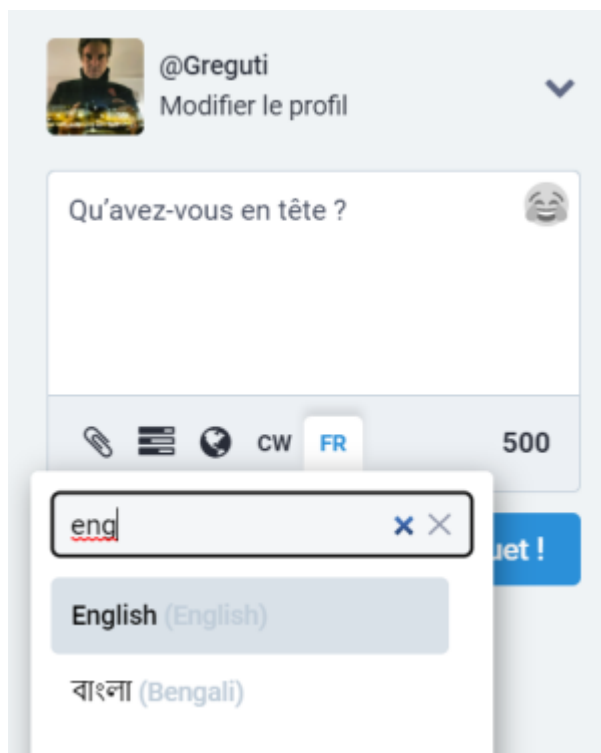 @Greguti
Modifier le profil
Qu'avez-vous en tête ?
CW FR 500
eng
uet !
English (English)
বাংলা (Bengali)